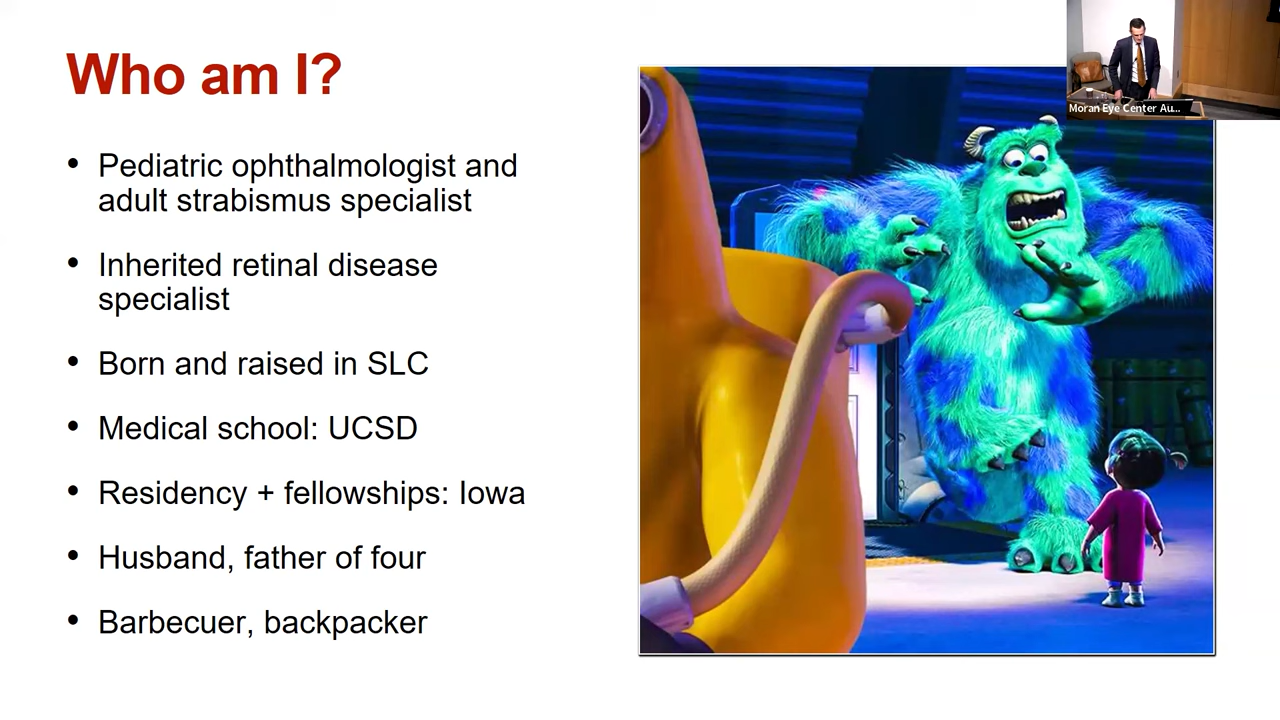 Who am I?
• Pediatric ophthalmologist and
adult strabismus specialist
• Inherited retinal disease
specialist
• Born and raised in SLC
• Medical school: UCSD
• Residency + fellowships: Iowa
• Husband, father of four
• Barbecuer, backpacker
Moran Eye Center Au...